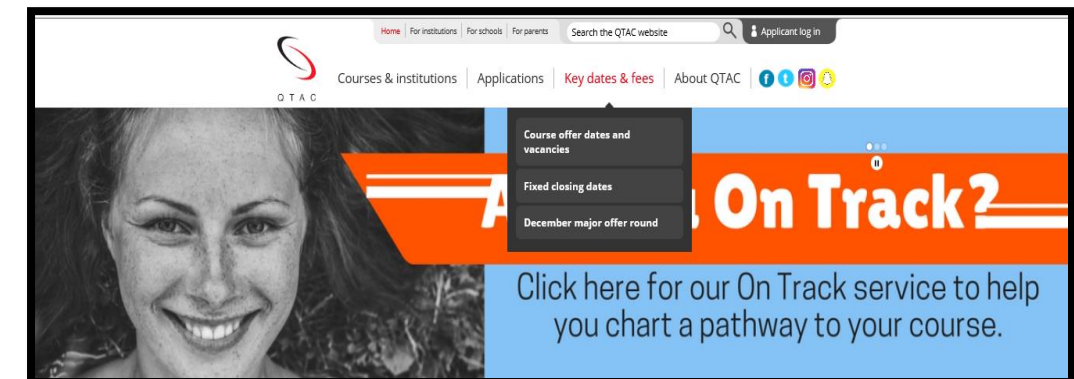 Home For institutions For schools For parents Search the QTAC website Applicant log in
QTAC
Courses & institutions Applications Key dates & fees About QTAC
Course offer dates and
vacancies
Fixed closing dates
December major offer round
On Track?
Click here for our On Track service to help
you chart a pathway to your course.